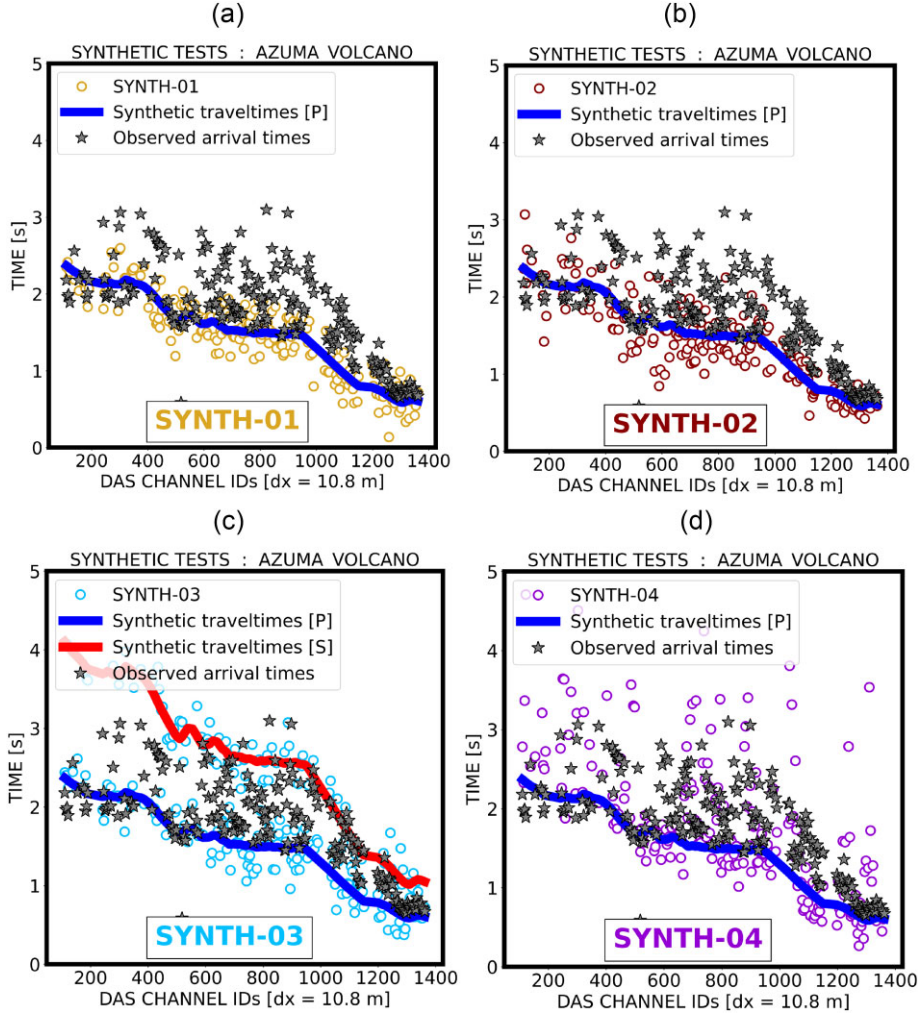 (a)
SYNTHETIC TESTS : AZUMA VOLCANO
SYNTH-01
Synthetic traveltimes [P]
Observed arrival times
5
4
3
2
1
0
TIME [s]
SYNTH-01
200 400 600 800 1000 1200 1400
DAS CHANNEL IDs [dx = 10.8 m]
(b)
SYNTHETIC TESTS : AZUMA VOLCANO
SYNTH-02
Synthetic traveltimes [P]
Observed arrival times
5
4
3
2
1
0
TIME [s]
SYNTH-02
200 400 600 800 1000 1200 1400
DAS CHANNEL IDs [dx = 10.8 m]
(c)
SYNTHETIC TESTS : AZUMA VOLCANO
SYNTH-03
Synthetic traveltimes [P]
Synthetic traveltimes [S]
Observed arrival times
5
4
3
2
1
0
TIME [s]
SYNTH-03
200 400 600 800 1000 1200 1400
DAS CHANNEL IDs [dx = 10.8 m]
(d)
SYNTHETIC TESTS : AZUMA VOLCANO
SYNTH-04
Synthetic traveltimes [P]
Observed arrival times
5
4
3
2
1
0
TIME [s]
SYNTH-04
200 400 600 800 1000 1200 1400
DAS CHANNEL IDs [dx = 10.8 m]